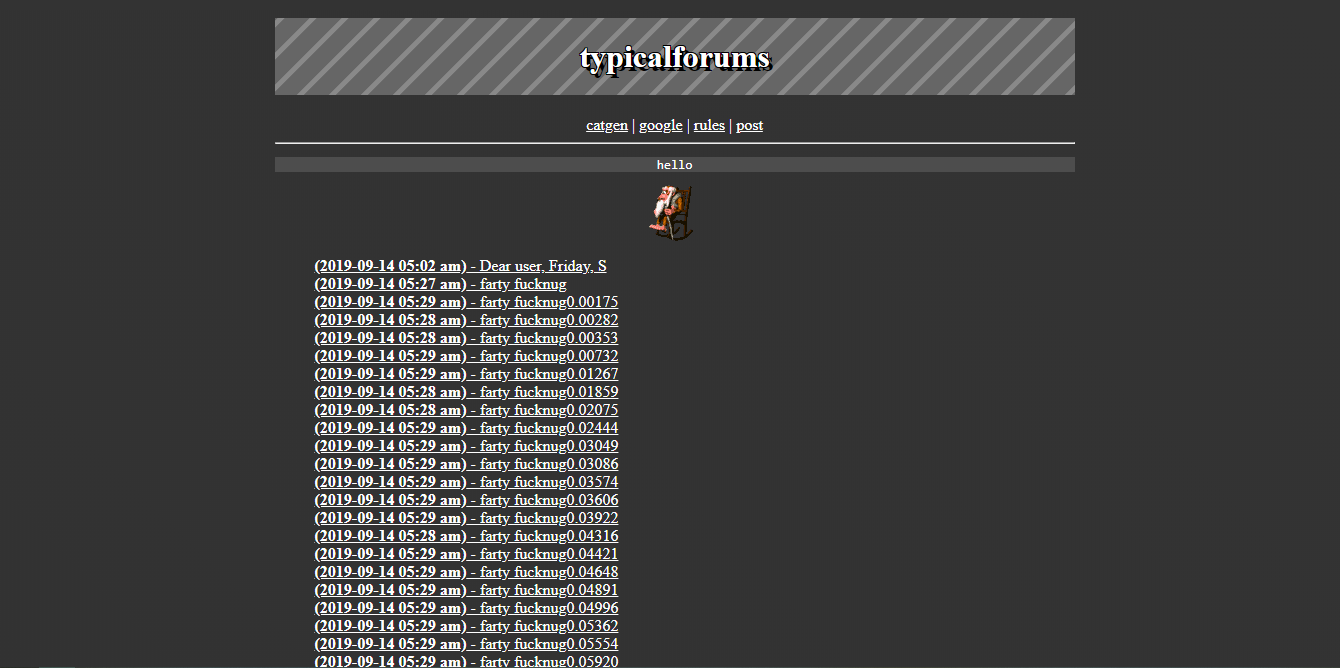 typicalforums
catgen | google | rules | post
hello
(2019-09-14 05:02 am) - Dear user, Friday, S
(2019-09-14 05:27 am) - farty fucknug
(2019-09-14 05:29 am) - farty fucknug0.00175
(2019-09-14 05:28 am) - farty fucknug0.00282
(2019-09-14 05:28 am) - farty fucknug0.00353
(2019-09-14 05:29 am) - farty fucknug0.00732
(2019-09-14 05:29 am) - farty fucknug0.01267
(2019-09-14 05:28 am) - farty fucknug0.01859
(2019-09-14 05:28 am) - farty fucknug0.02075
(2019-09-14 05:29 am) - farty fucknug0.02444
(2019-09-14 05:29 am) - farty fucknug0.03049
(2019-09-14 05:29 am) - farty fucknug0.03086
(2019-09-14 05:29 am) - farty fucknug0.03574
(2019-09-14 05:29 am) - farty fucknug0.03606
(2019-09-14 05:29 am) - farty fucknug0.03922
(2019-09-14 05:28 am) - farty fucknug0.04316
(2019-09-14 05:29 am) - farty fucknug0.04421
(2019-09-14 05:29 am) - farty fucknug0.04648
(2019-09-14 05:29 am) - farty fucknug0.04891
(2019-09-14 05:29 am) - farty fucknug0.04996
(2019-09-14 05:29 am) - farty fucknug0.05362
(2019-09-14 05:29 am) - farty fucknug0.05554
(2019-09-14 05:29 am) - farty fucknug0.05920